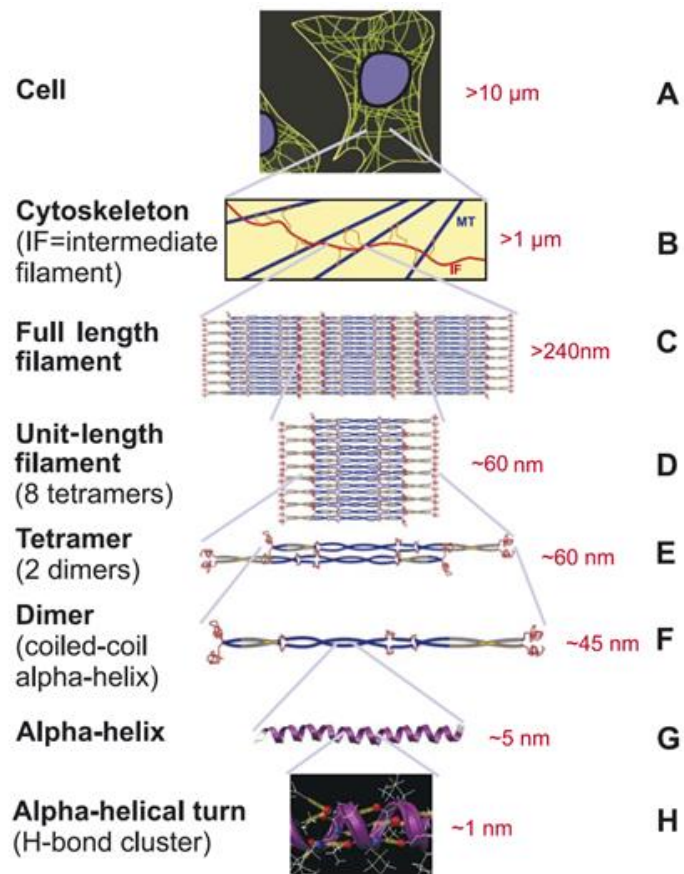 Cell
>10 µm
A
Cytoskeleton
(IF=intermediate
filament)
MT
IF
>1 µm
B
Full length
filament
>240nm
C
Unit-length
filament
(8 tetramers)
~60 nm
D
Tetramer
(2 dimers)
~60 nm
E
Dimer
(coiled-coil
alpha-helix)
~45 nm
F
Alpha-helix
~5 nm
G
Alpha-helical turn
(H-bond cluster)
~1 nm
H